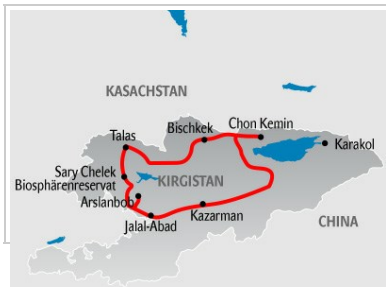 KASACHSTAN
Chon Kemin
Bischkek
Talas
Karakol
Sary Chelek
Biosphärenreservat
KIRGISTAN
Arslanbob
Kazarman
CHINA
Jalal-Abad